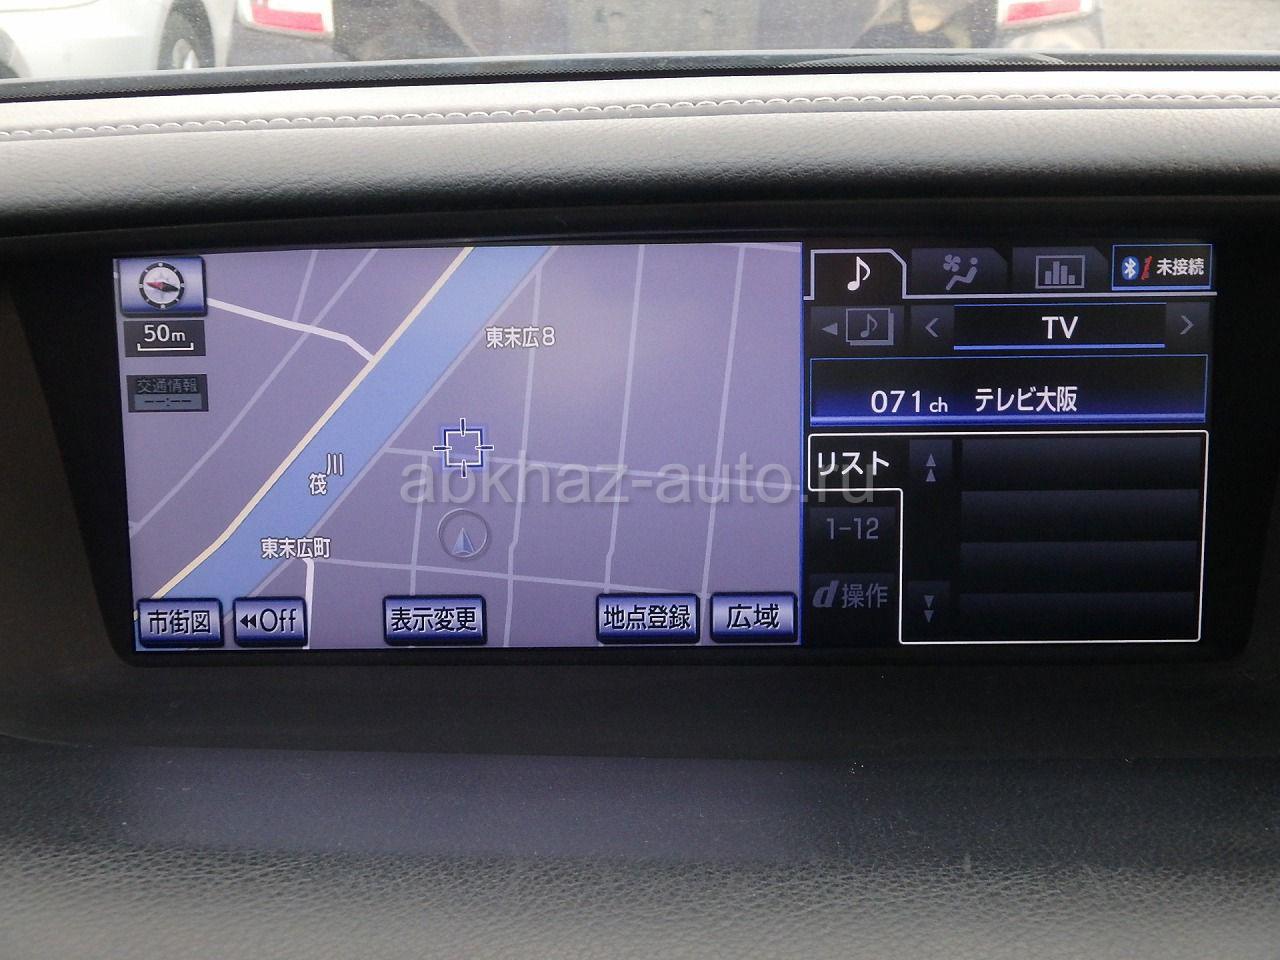 未接続
50m
TV
東末広8
交通情報
--:--
071ch テレビ大阪
川
筏
リスト
abkhaz-auto.ru
1-12
東末広町
d操作
市街図
Off
表示変更
地点登録
広域